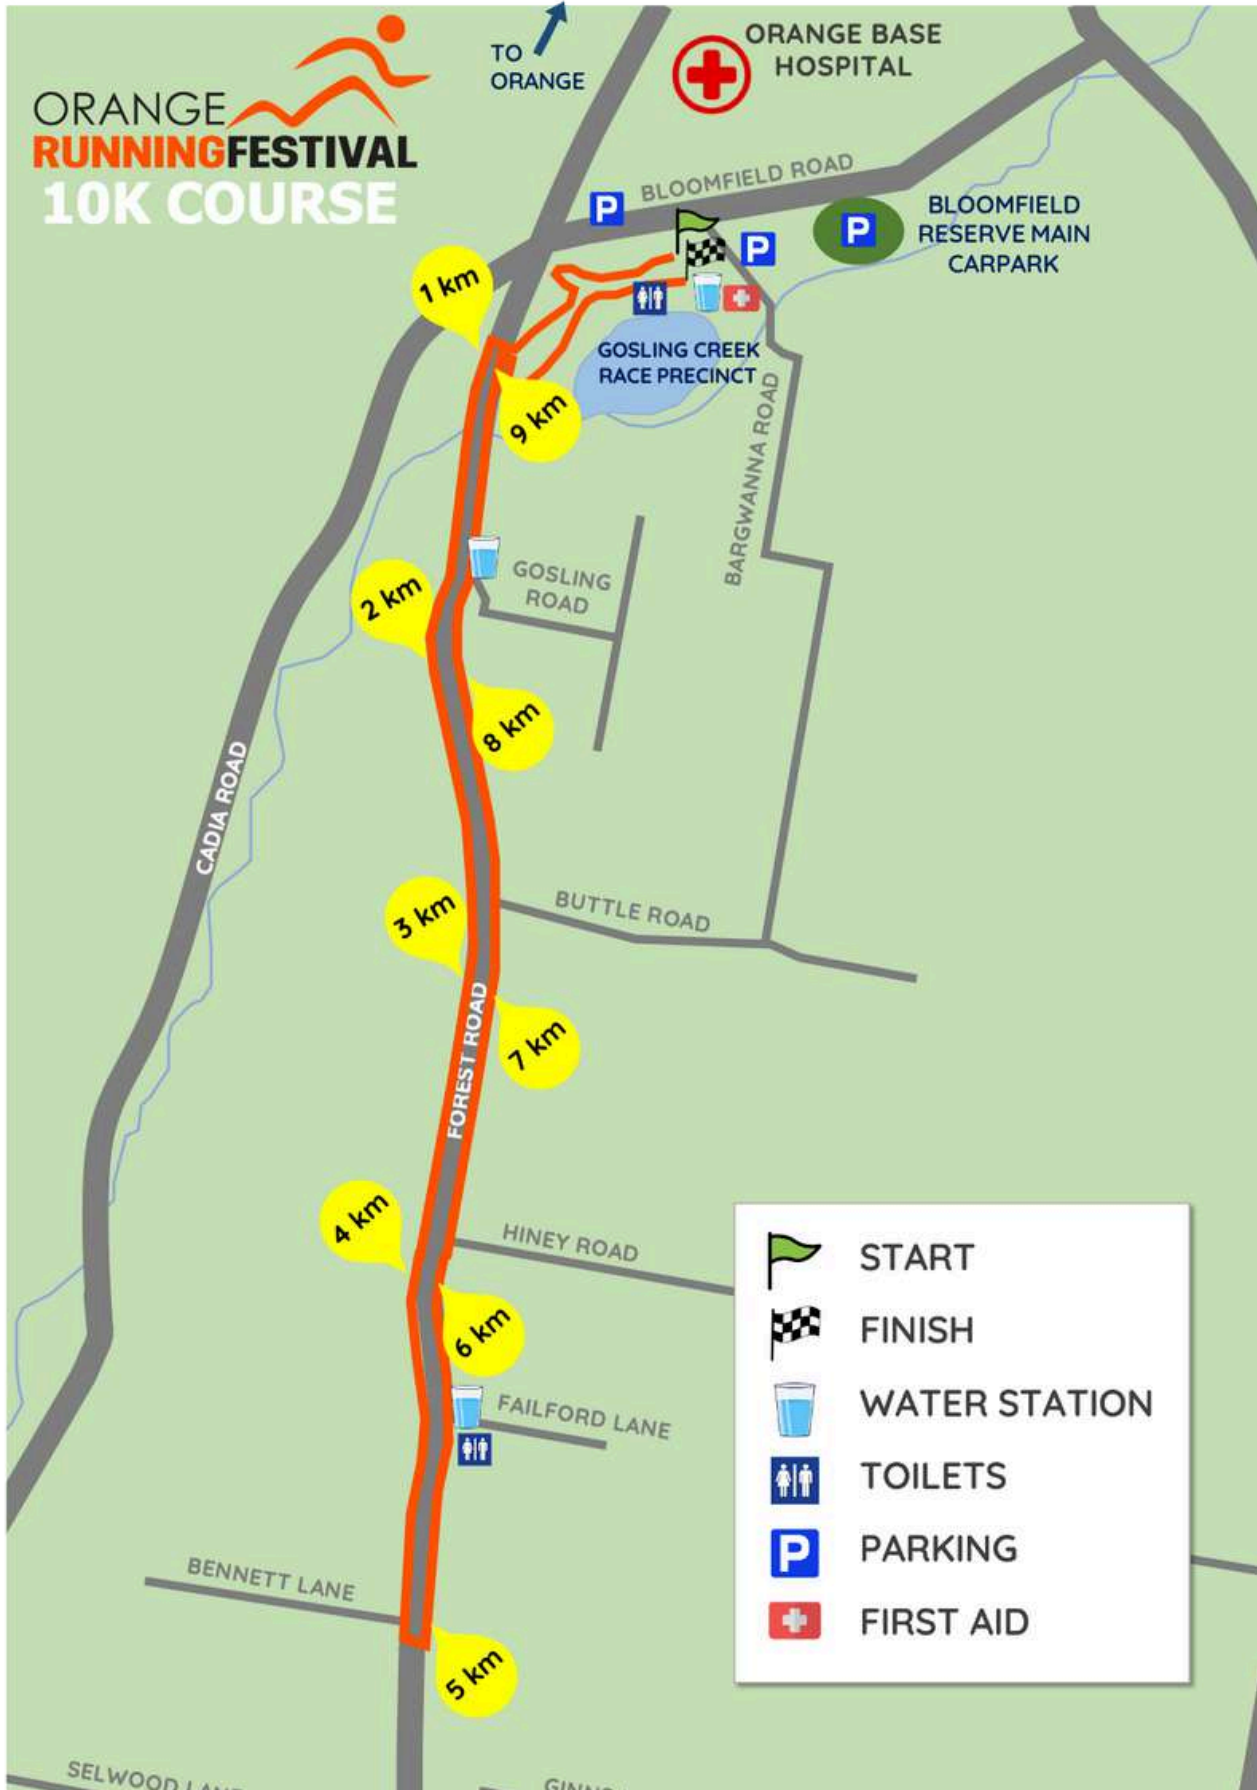 TO
ORANGE
ORANGE BASE
HOSPITAL
ORANGE
RUNNINGFESTIVAL
10K COURSE
BLOOMFIELD ROAD
P
P
P
BLOOMFIELD
RESERVE MAIN
CARPARK
1 km
GOSLING CREEK
RACE PRECINCT
9 km
BARGWANNA ROAD
GOSLING
ROAD
2 km
8 km
CADIA ROAD
3 km
BUTTLE ROAD
FOREST ROAD
7 km
4 km
HINEY ROAD
6 km
FAILFORD LANE
BENNETT LANE
5 km
START
FINISH
WATER STATION
TOILETS
P PARKING
FIRST AID
SELWOOD